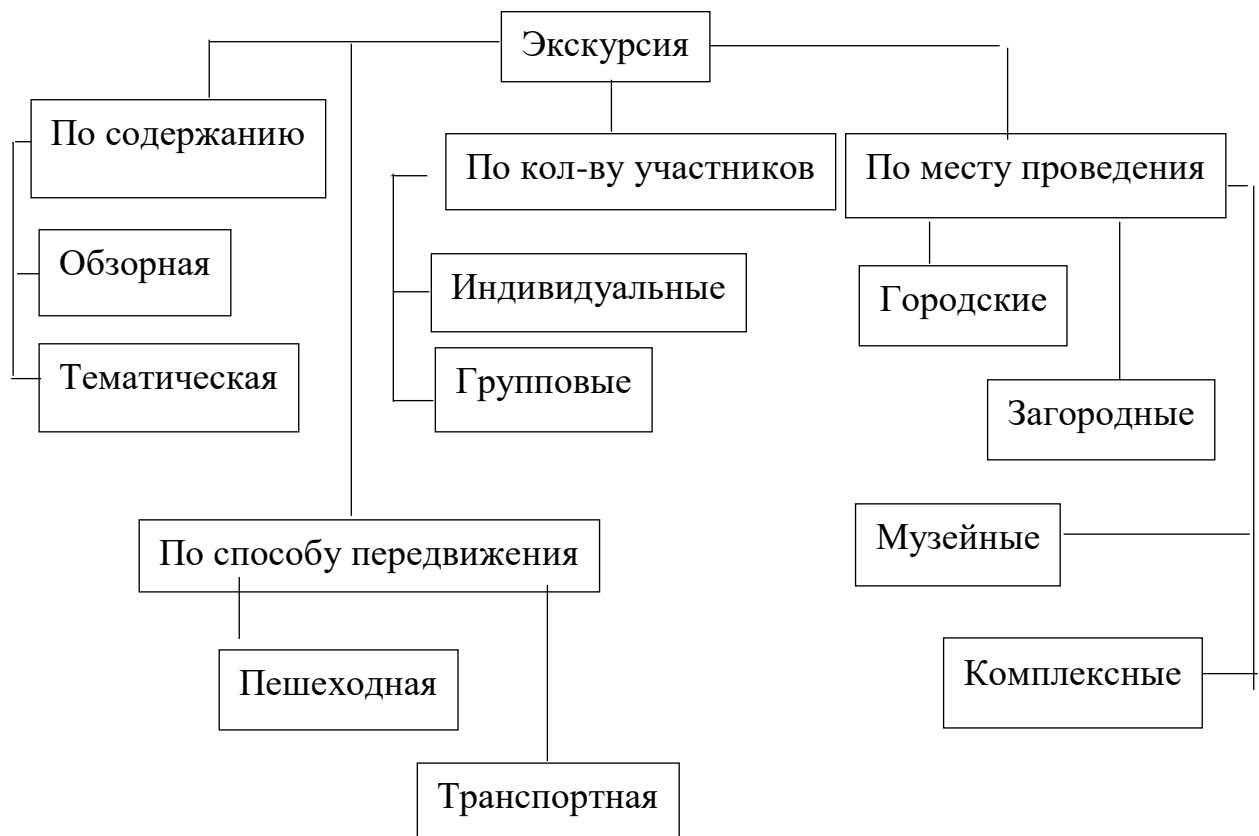 Экскурсия
По содержанию
Обзорная
Тематическая
По кол-ву участников
Индивидуальные
Групповые
По месту проведения
Городские
Загородные
Музейные
Комплексные
По способу передвижения
Пешеходная
Транспортная